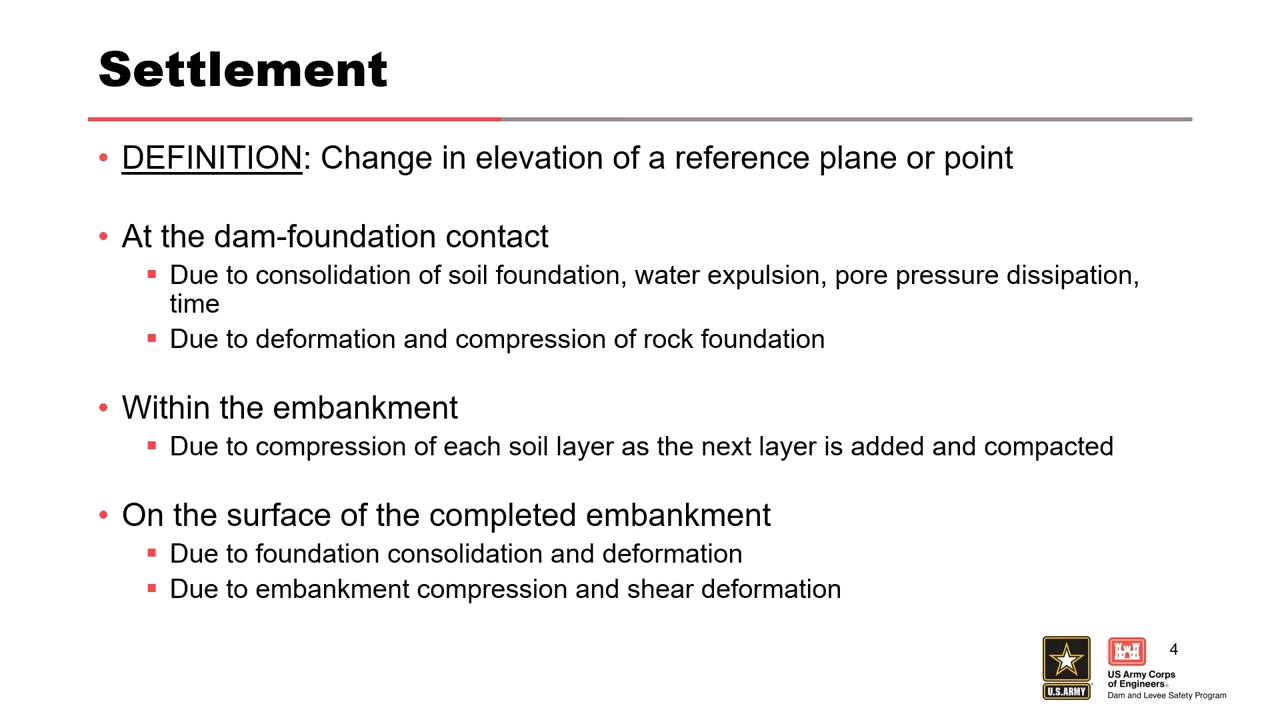 Settlement
• DEFINITION: Change in elevation of a reference plane or point
• At the dam-foundation contact
▪ Due to consolidation of soil foundation, water expulsion, pore pressure dissipation,
time
▪ Due to deformation and compression of rock foundation
• Within the embankment
▪ Due to compression of each soil layer as the next layer is added and compacted
• On the surface of the completed embankment
▪ Due to foundation consolidation and deformation
▪ Due to embankment compression and shear deformation
4
U.S.ARMY
US Army Corps
of Engineers®
Dam and Levee Safety Program